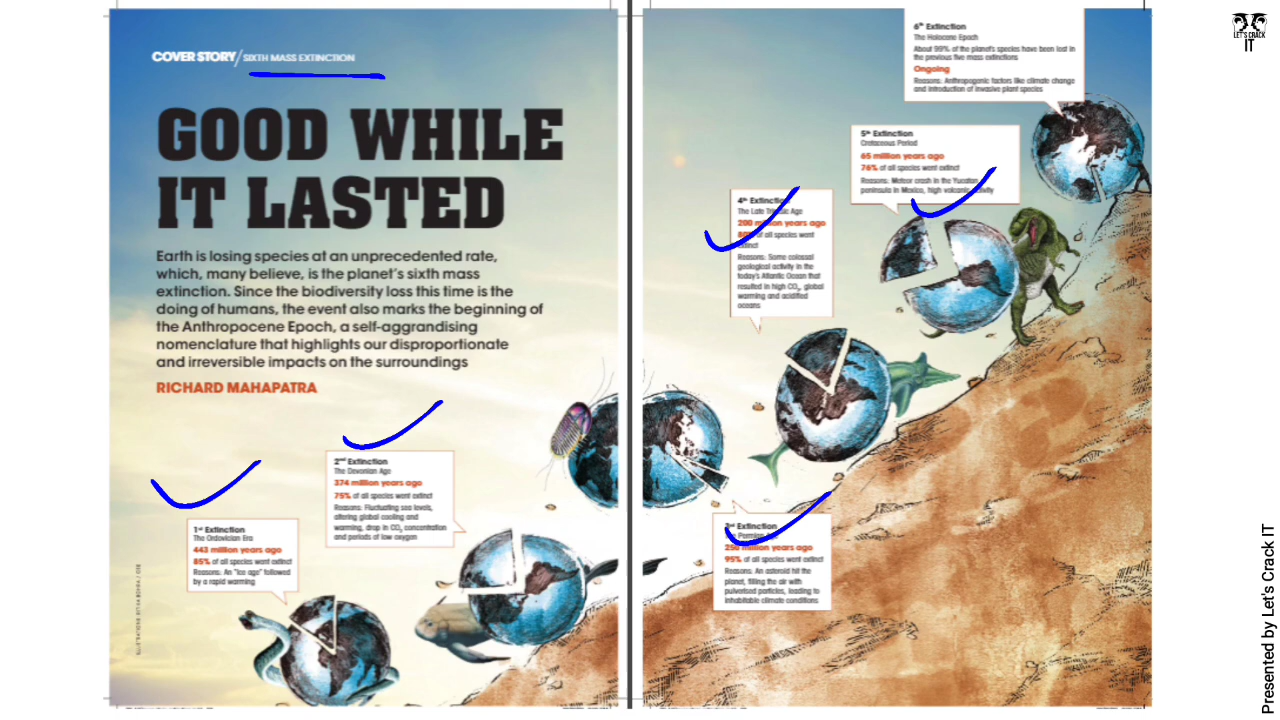 COVER STORY/SIXTH MASS EXTINCTION
GOOD WHILE
IT LASTED
Earth is losing species at an unprecedented rate,
which, many believe, is the planet's sixth mass
extinction. Since the biodiversity loss this time is the
doing of humans, the event also marks the beginning of
the Anthropocene Epoch, a self-aggrandising
nomenclature that highlights our disproportionate
and irreversible impacts on the surroundings
RICHARD MAHAPATRA
1st Extinction
The Ordovician Era
443 million years ago
85% of all species went extinct
Reasons: An "ice age" followed
by a rapid warming
2nd Extinction
The Devonian Age
374 million years ago
75% of all species went extinct
Reasons: Fluctuating sea levels,
altering global cooling and
warming, drop in CO2 concentration
and periods of low oxygen
3rd Extinction
The Permian
250 million years ago
95% of all species went extinct
Reasons: An asteroid hit the
planet, filling the air with
pulverised particles, leading to
inhabitable climate conditions
4th Extinction
The Late Triassic Age
200 million years ago
80% of all species went
extinct
Reasons: Some colossal
geological activity in the
today's Atlantic Ocean that
resulted in high CO2, global
warming and acidified
oceans
5th Extinction
Cretaceous Period
65 million years ago
76% of all species went extinct
Reasons: Meteor crash in the Yucatan
peninsula in Mexico, high volcanic activity
6th Extinction
The Holocene Epoch
About 99% of the planet's species have been lost in
the previous five mass extinctions
Ongoing
Reasons: Anthropogenic factors like climate change
and introduction of invasive plant species
LET'S CRACK
IT
Presented by Let's Crack IT